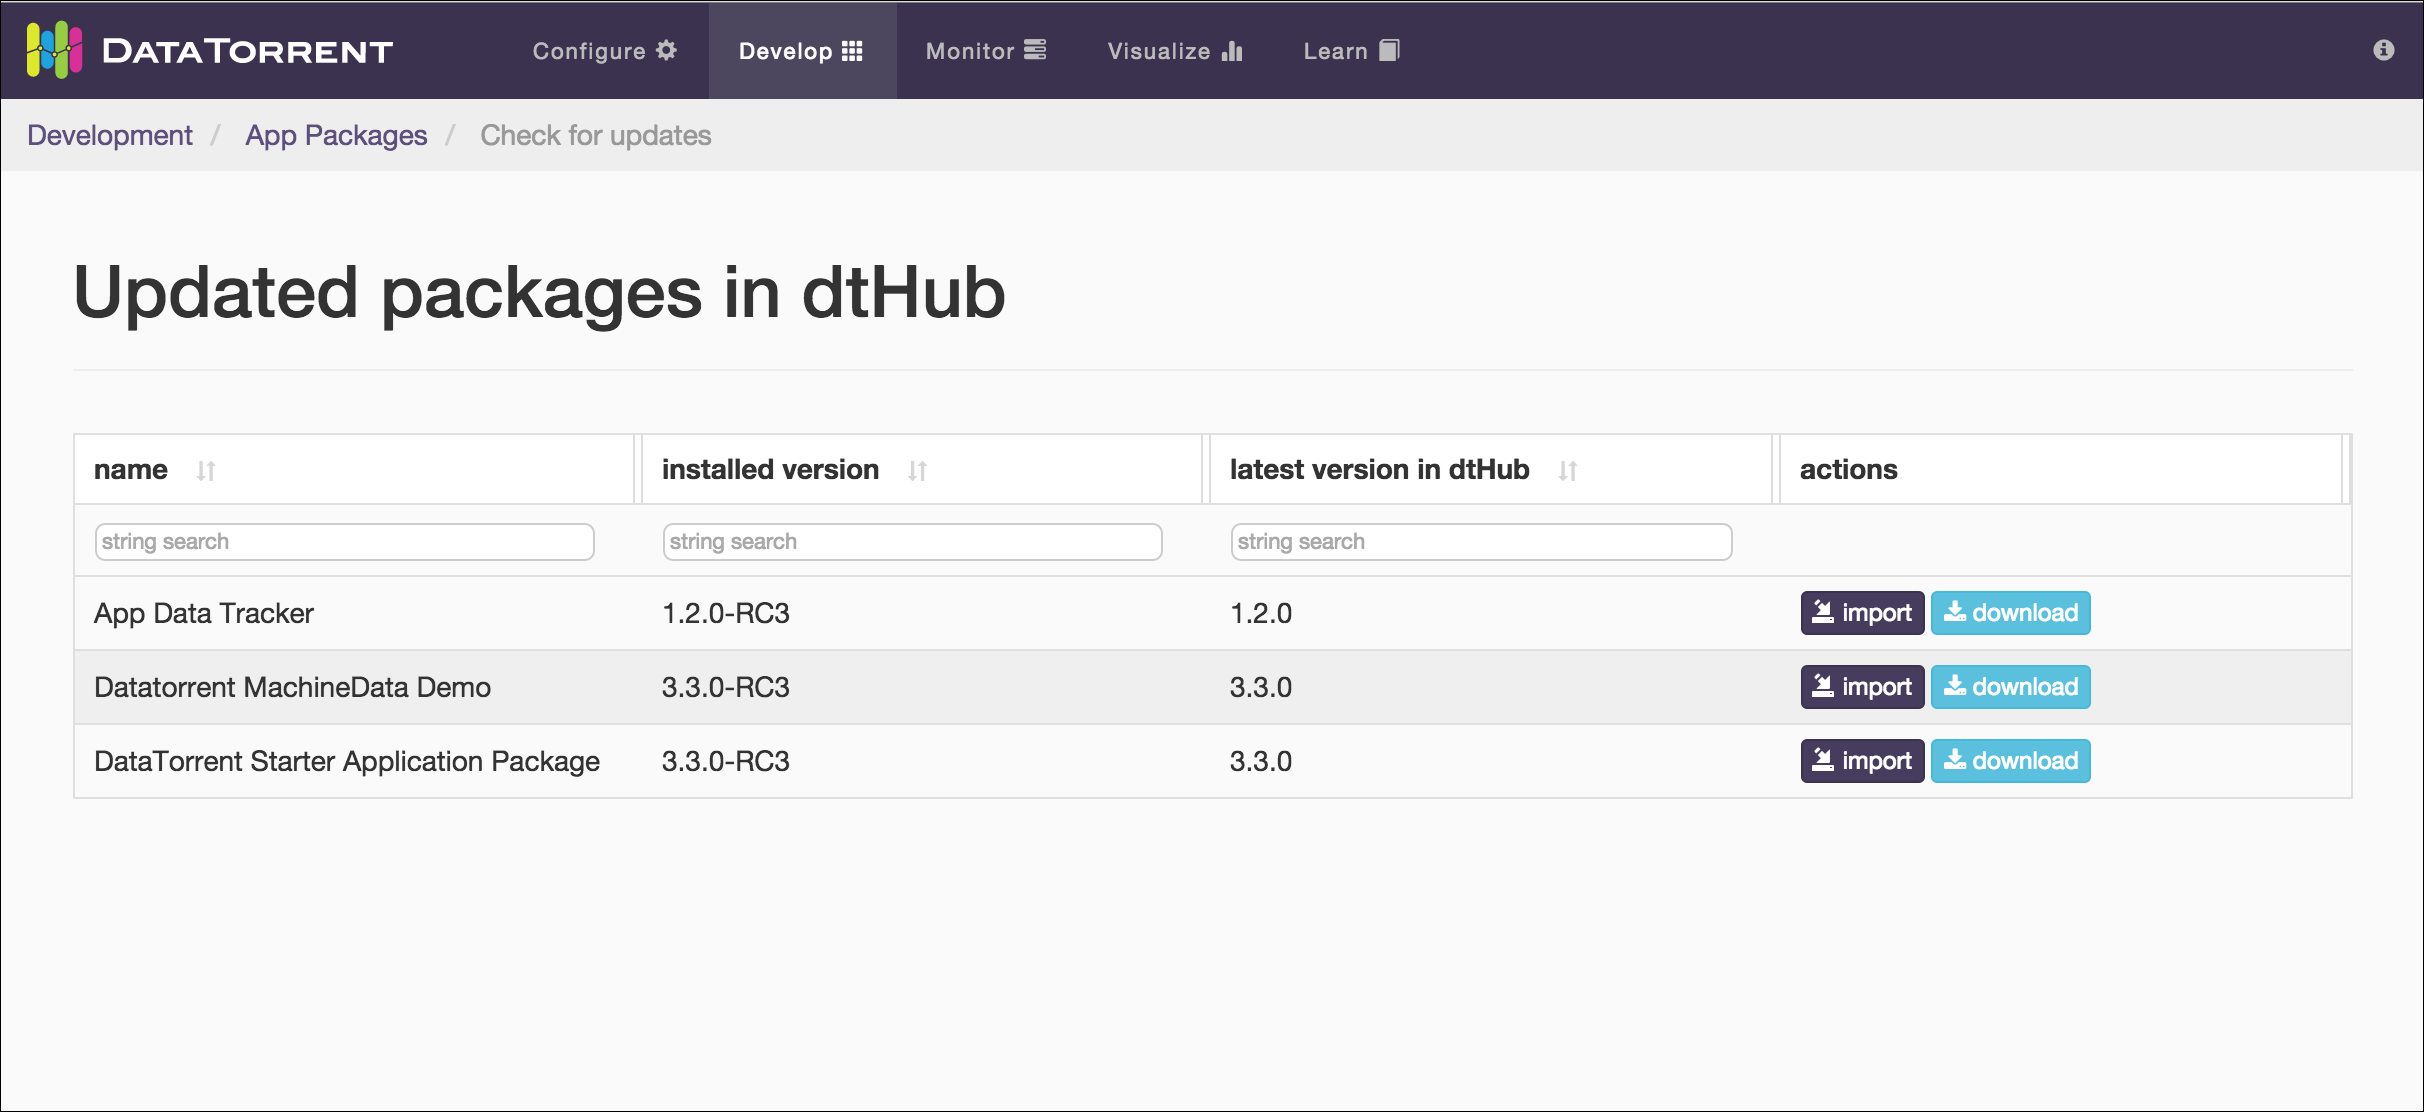 DATATORRENT Configure Develop Monitor Visualize Learn
Development / App Packages / Check for updates
Updated packages in dtHub
name installed version latest version in dtHub actions
string search string search string search
App Data Tracker 1.2.0-RC3 1.2.0 import download
Datatorrent MachineData Demo 3.3.0-RC3 3.3.0 import download
DataTorrent Starter Application Package 3.3.0-RC3 3.3.0 import download